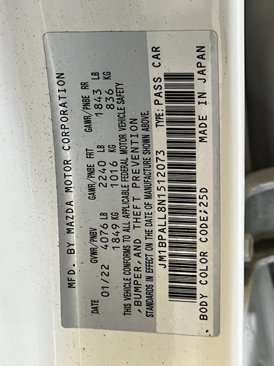 MFD. BY MAZDA MOTOR CORPORATION
DATE GVWR/PNBV GAWR/PNBE FRT GAWR/PNBE RR
01/22 4076 LB 2240 LB 1843 LB
1849 KG 1016 KG 836 KG
THIS VEHICLE CONFORMS TO ALL APPLICABLE FEDERAL MOTOR VEHICLE SAFETY,
BUMPER, AND THEFT PREVENTION
STANDARDS IN EFFECT ON THE DATE OF MANUFACTURE SHOWN ABOVE.
JM1BPALL8N1512073 TYPE: PASS CAR
BODY COLOR CODE:25D MADE IN JAPAN